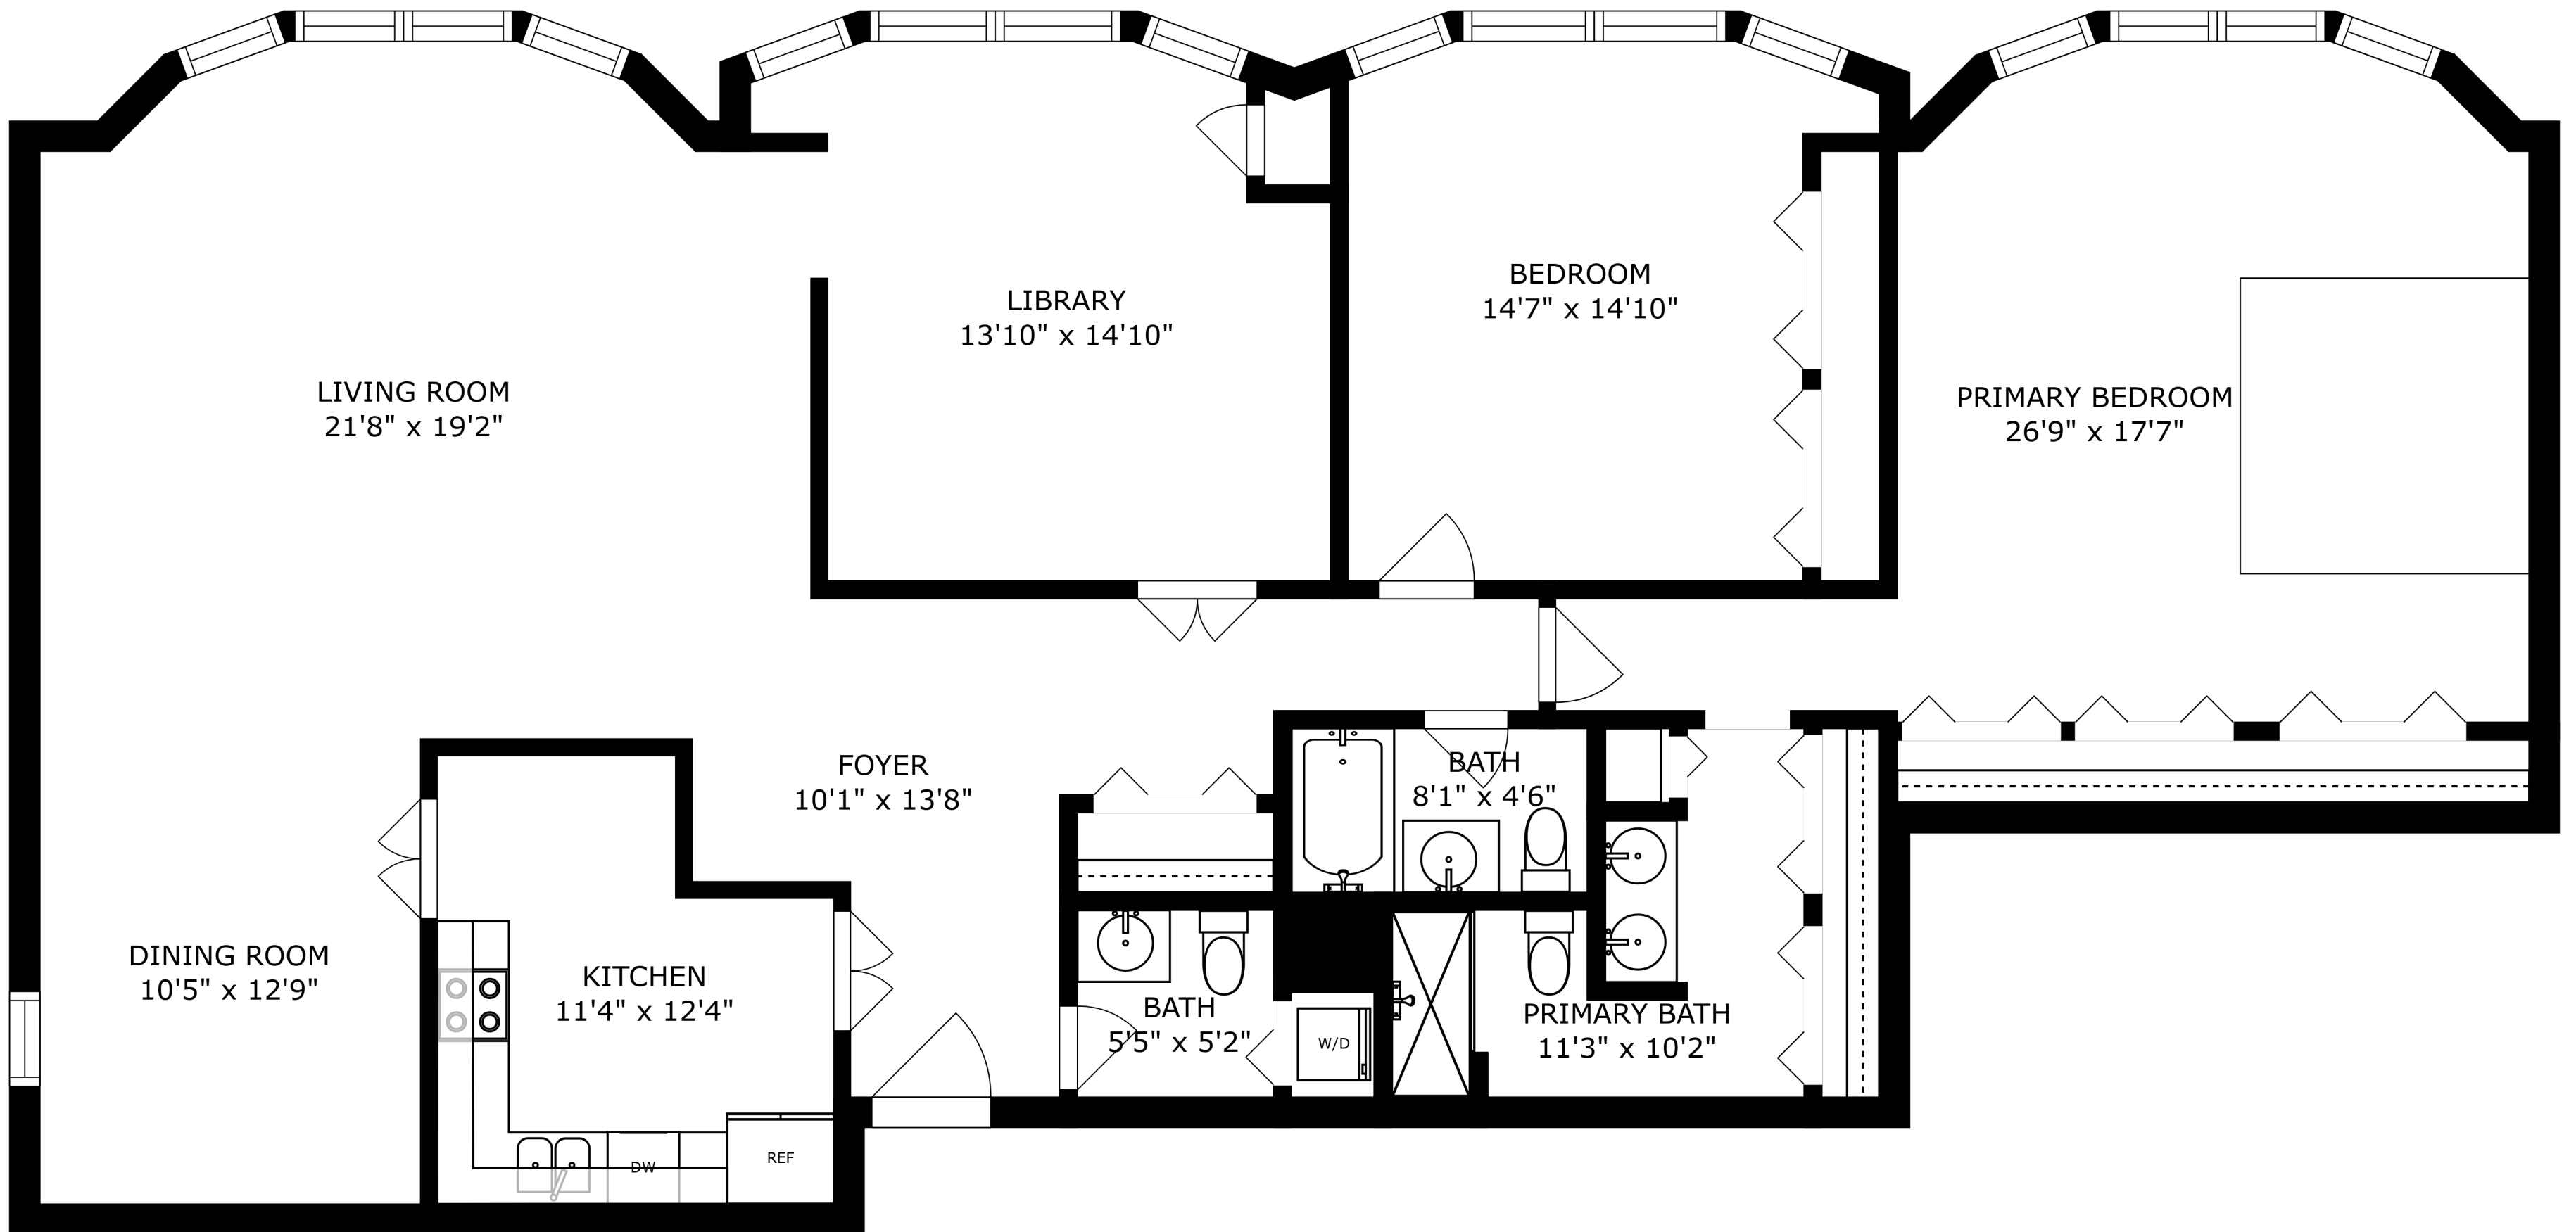 LIBRARY
13'10" x 14'10"
BEDROOM
14'7" x 14'10"
LIVING ROOM
21'8" x 19'2"
PRIMARY BEDROOM
26'9" x 17'7"
FOYER
10'1" x 13'8"
BATH
8'1" x 4'6"
DINING ROOM
10'5" x 12'9"
KITCHEN
11'4" x 12'4"
BATH
5'5" x 5'2"
W/D
PRIMARY BATH
11'3" x 10'2"
DW
REF